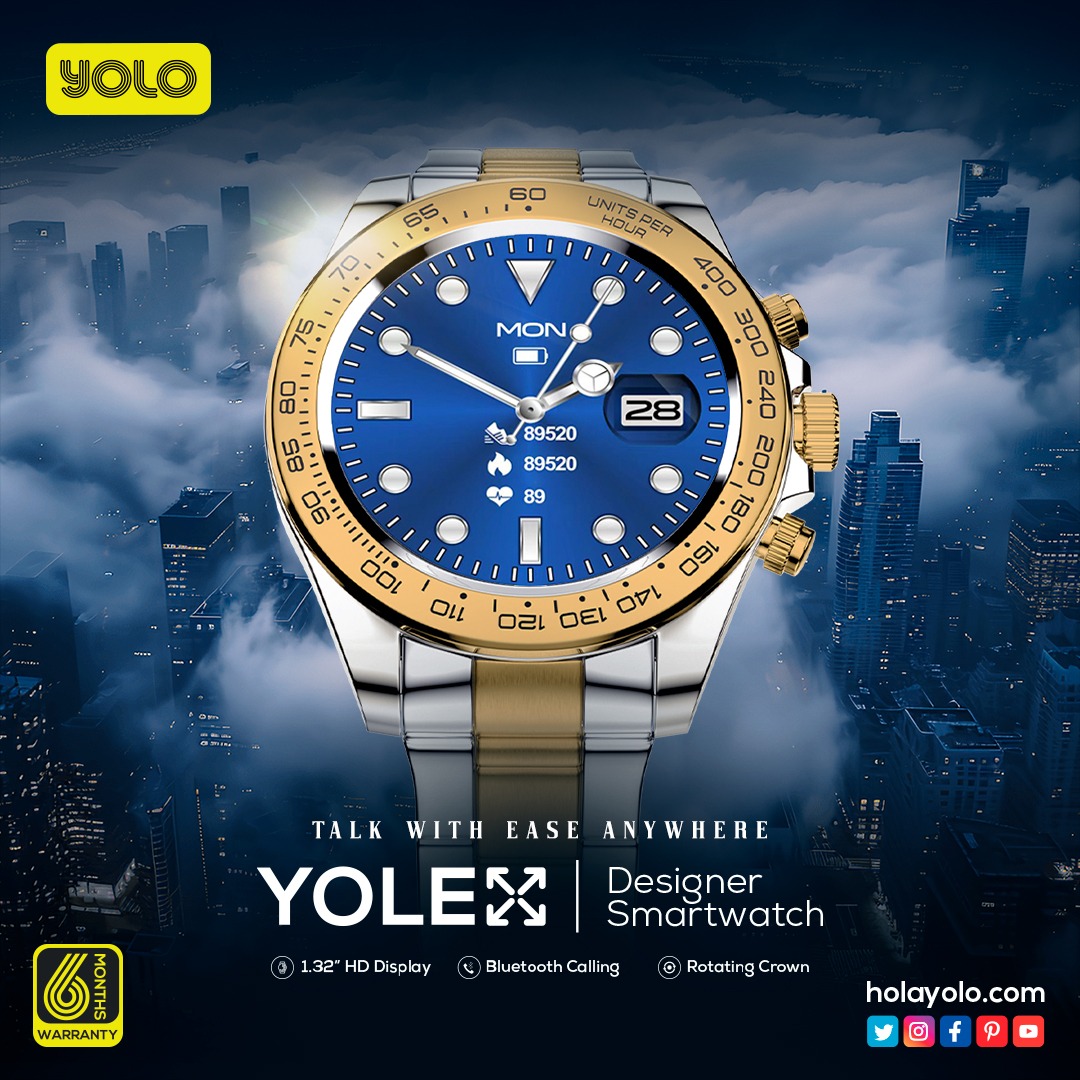 YOLO
60
UNITS PER
HOUR
65
70
75
80
85
90
100
110
120
130
140
160
180
200
240
300
400
MON
28
89520
89520
89
TALK WITH EASE ANYWHERE
YOLEX
Designer
Smartwatch
1.32" HD Display
Bluetooth Calling
Rotating Crown
6
MONTHS
WARRANTY
holayolo.com